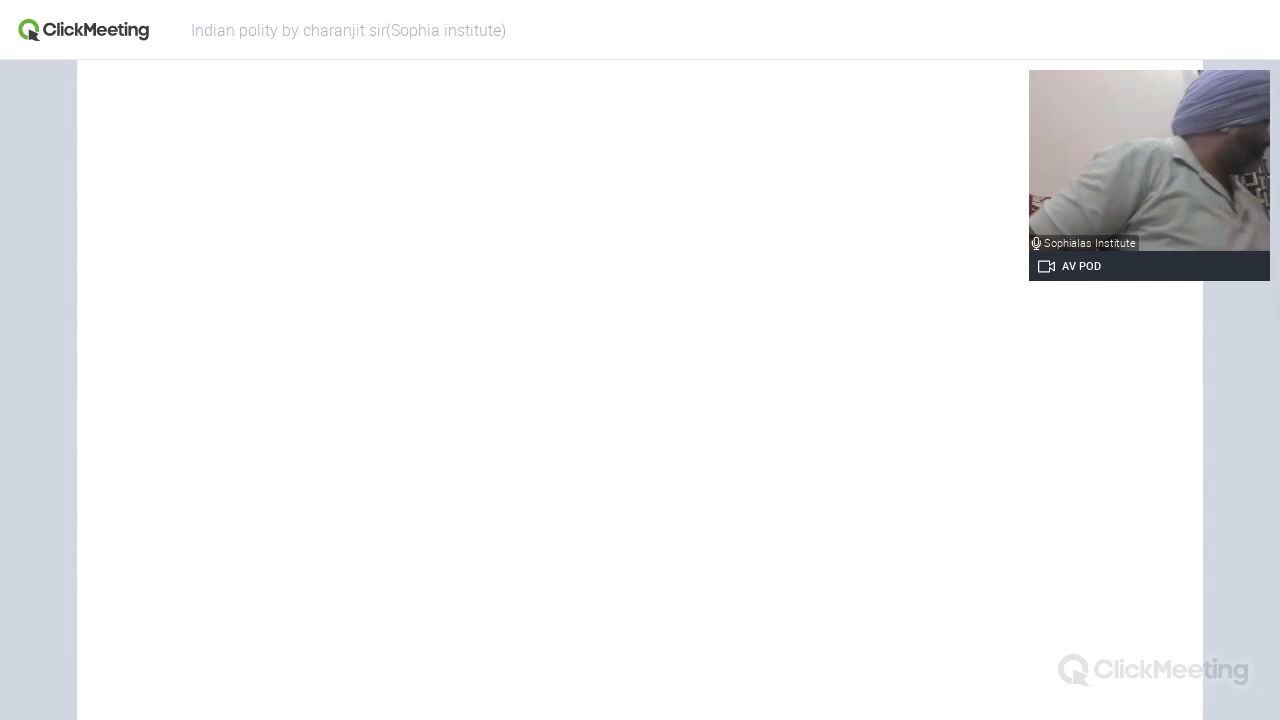 ClickMeeting
Indian polity by charanjit sir(Sophia institute)
Sophialas Institute
AV POD
ClickMeeting